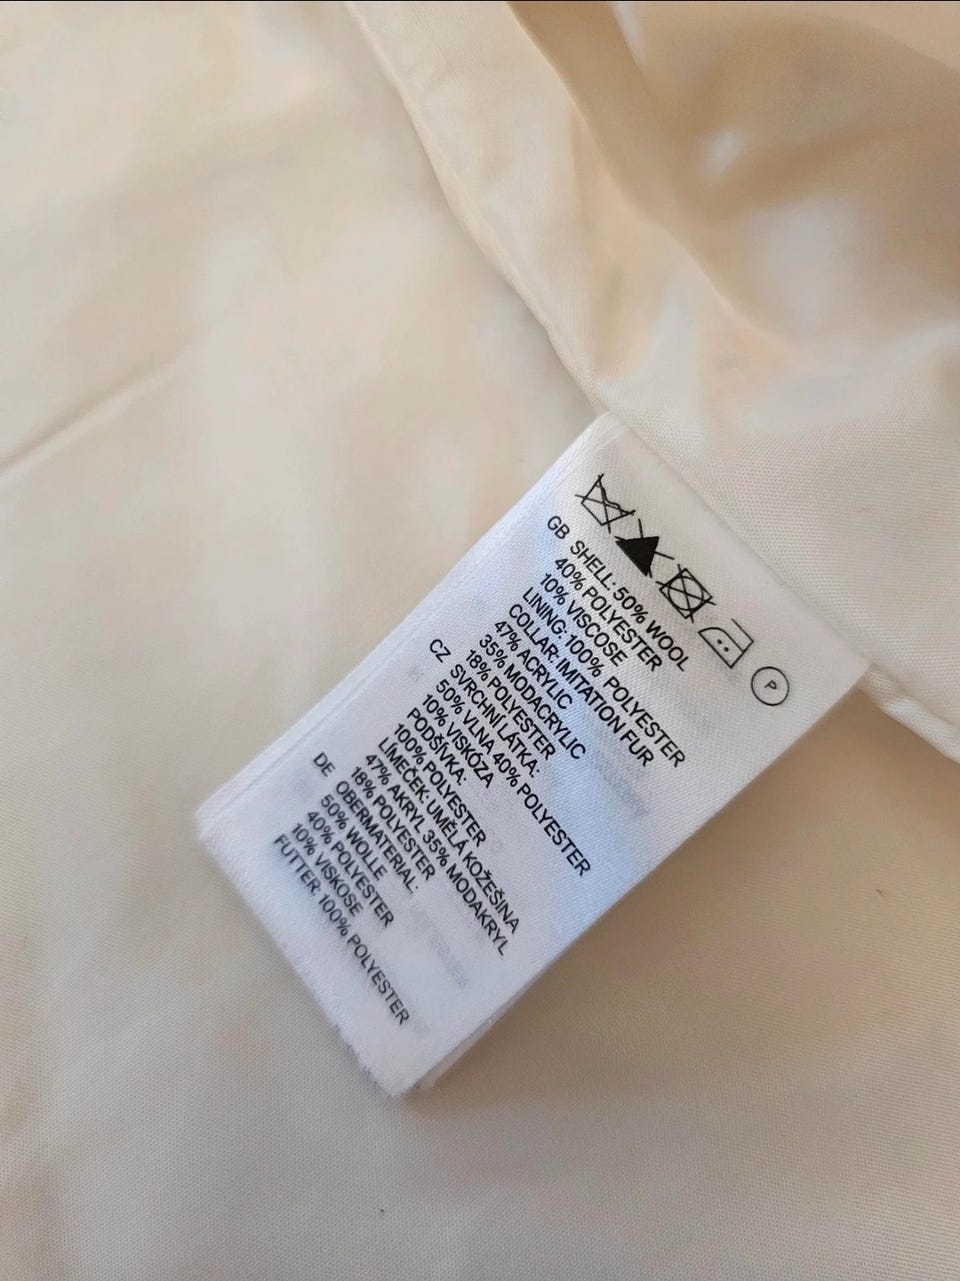 P
GB SHELL: 50% WOOL
40% POLYESTER
10% VISCOSE
LINING: 100% POLYESTER
COLLAR: IMITATION FUR
47% ACRYLIC
35% MODACRYLIC
18% POLYESTER
CZ SVRCHNÍ LÁTKA:
50% VLNA 40% POLYESTER
10% VISKÓZA
PODŠÍVKA:
100% POLYESTER
LÍMEČEK: UMĚLÁ KOŽEŠINA
47% AKRYL 35% MODAKRYL
18% POLYESTER
DE OBERMATERIAL:
50% WOLLE
40% POLYESTER
10% VISKOSE
FUTTER: 100% POLYESTER